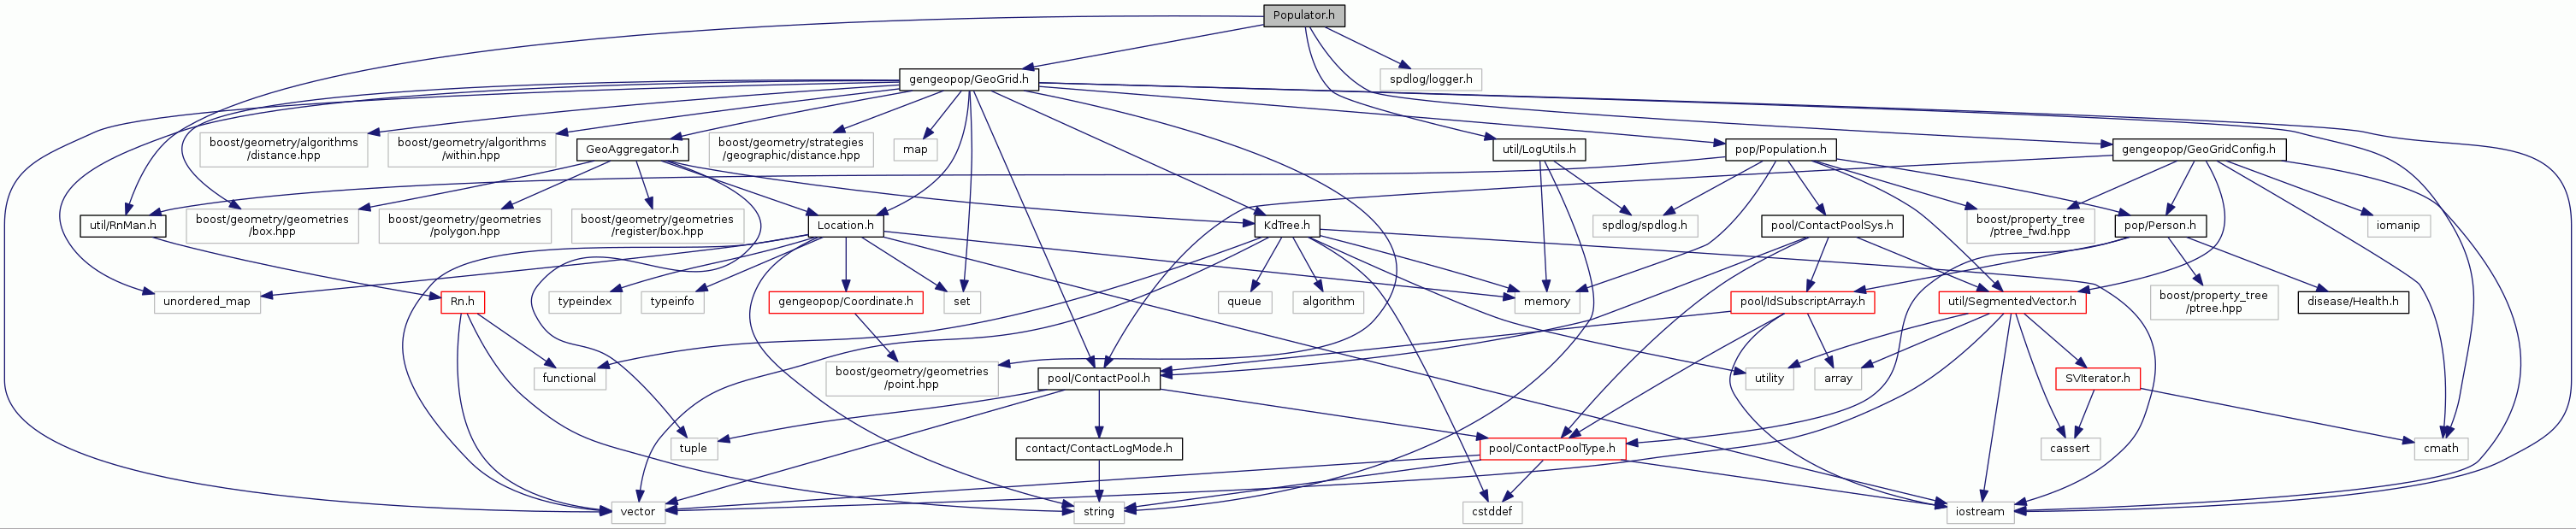 Populator.h
gengeopop/GeoGrid.h
spdlog/logger.h
boost/geometry/algorithms
/distance.hpp
boost/geometry/algorithms
/within.hpp
GeoAggregator.h
boost/geometry/strategies
/geographic/distance.hpp
map
util/LogUtils.h
pop/Population.h
gengeopop/GeoGridConfig.h
util/RnMan.h
boost/geometry/geometries
/box.hpp
boost/geometry/geometries
/polygon.hpp
boost/geometry/geometries
/register/box.hpp
Location.h
KdTree.h
spdlog/spdlog.h
pool/ContactPoolSys.h
boost/property_tree
/ptree_fwd.hpp
pop/Person.h
iomanip
unordered_map
Rn.h
typeindex
typeinfo
gengeopop/Coordinate.h
set
queue
algorithm
memory
pool/IdSubscriptArray.h
util/SegmentedVector.h
boost/property_tree
/ptree.hpp
disease/Health.h
functional
boost/geometry/geometries
/point.hpp
pool/ContactPool.h
utility
array
SVIterator.h
tuple
contact/ContactLogMode.h
pool/ContactPoolType.h
cassert
cmath
vector
string
cstddef
iostream